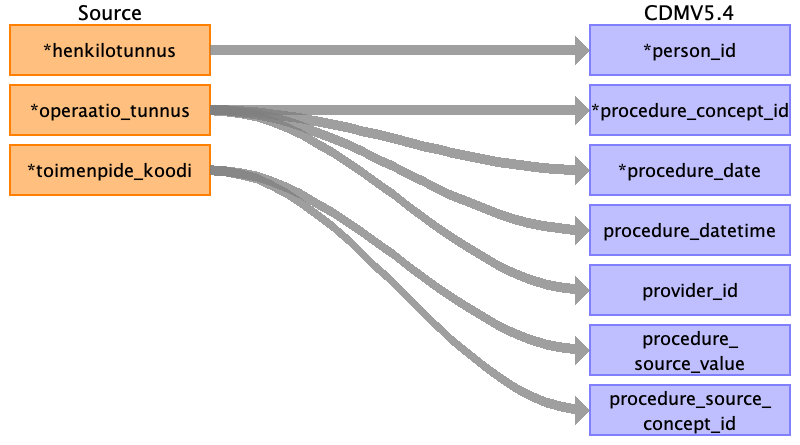 Source
CDMV5.4
*henkilotunnus
*person_id
*operaatio_tunnus
*procedure_concept_id
*toimenpide_koodi
*procedure_date
procedure_datetime
provider_id
procedure_
source_value
procedure_source_
concept_id